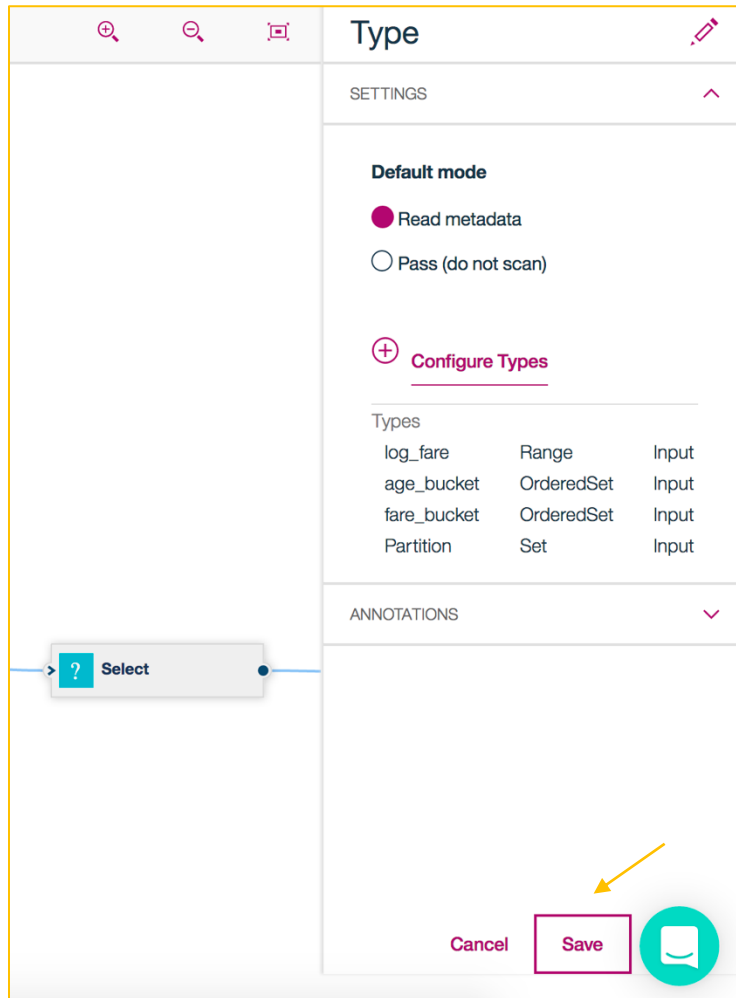 Type
SETTINGS
Default mode
Read metadata
Pass (do not scan)
Configure Types
Types
log_fare Range Input
age_bucket OrderedSet Input
fare_bucket OrderedSet Input
Partition Set Input
ANNOTATIONS
? Select
Cancel Save